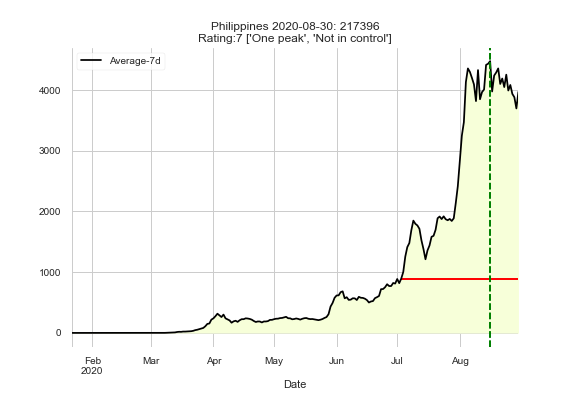 Philippines 2020-08-30: 217396
Rating:7 ['One peak', 'Not in control']
Average-7d
4000
3000
2000
1000
0
Feb Mar Apr May Jun Jul Aug
2020
Date